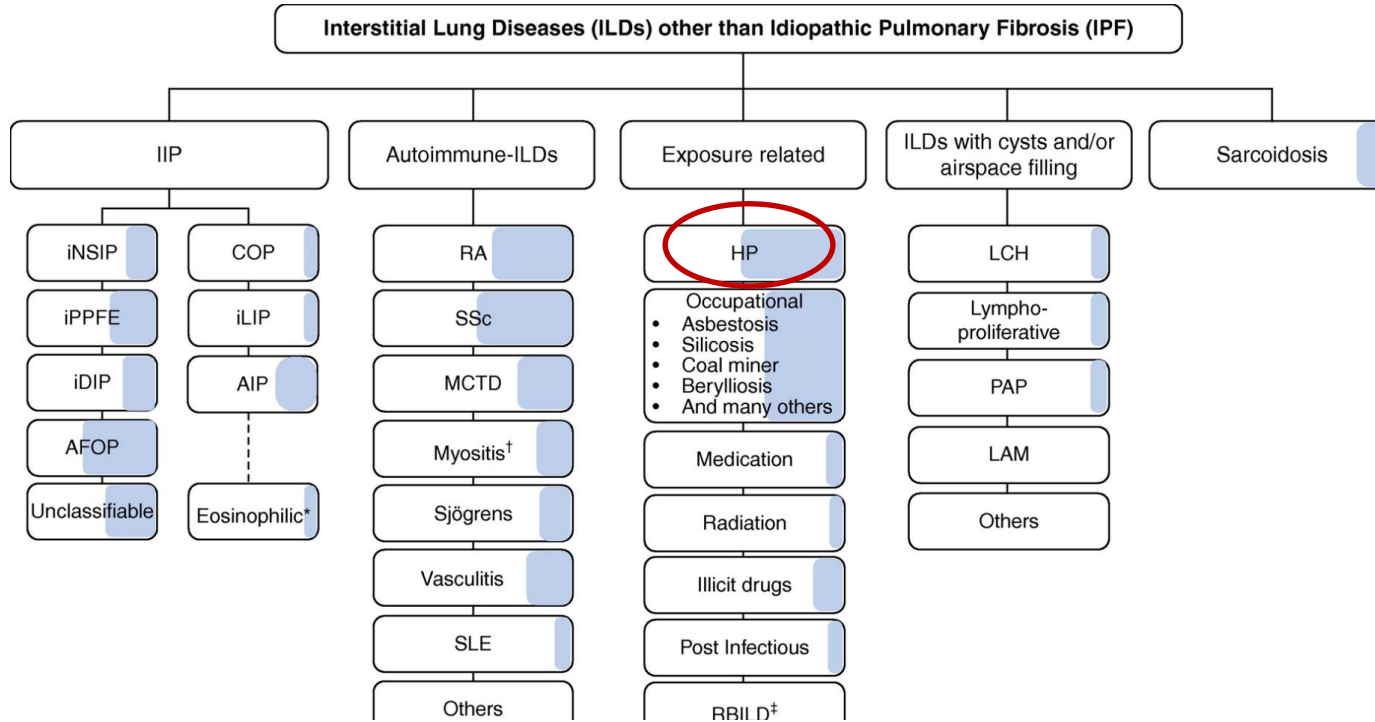 Interstitial Lung Diseases (ILDs) other than Idiopathic Pulmonary Fibrosis (IPF)
IIP
iNSIP
iPPFE
iDIP
AFOP
Unclassifiable
COP
iLIP
AIP
Eosinophilic*
Autoimmune-ILDs
RA
SSc
MCTD
Myositis†
Sjögrens
Vasculitis
SLE
Others
Exposure related
HP
Occupational
• Asbestosis
• Silicosis
• Coal miner
• Berylliosis
• And many others
Medication
Radiation
Illicit drugs
Post Infectious
RBILD‡
ILDs with cysts and/or
airspace filling
LCH
Lympho-
proliferative
PAP
LAM
Others
Sarcoidosis